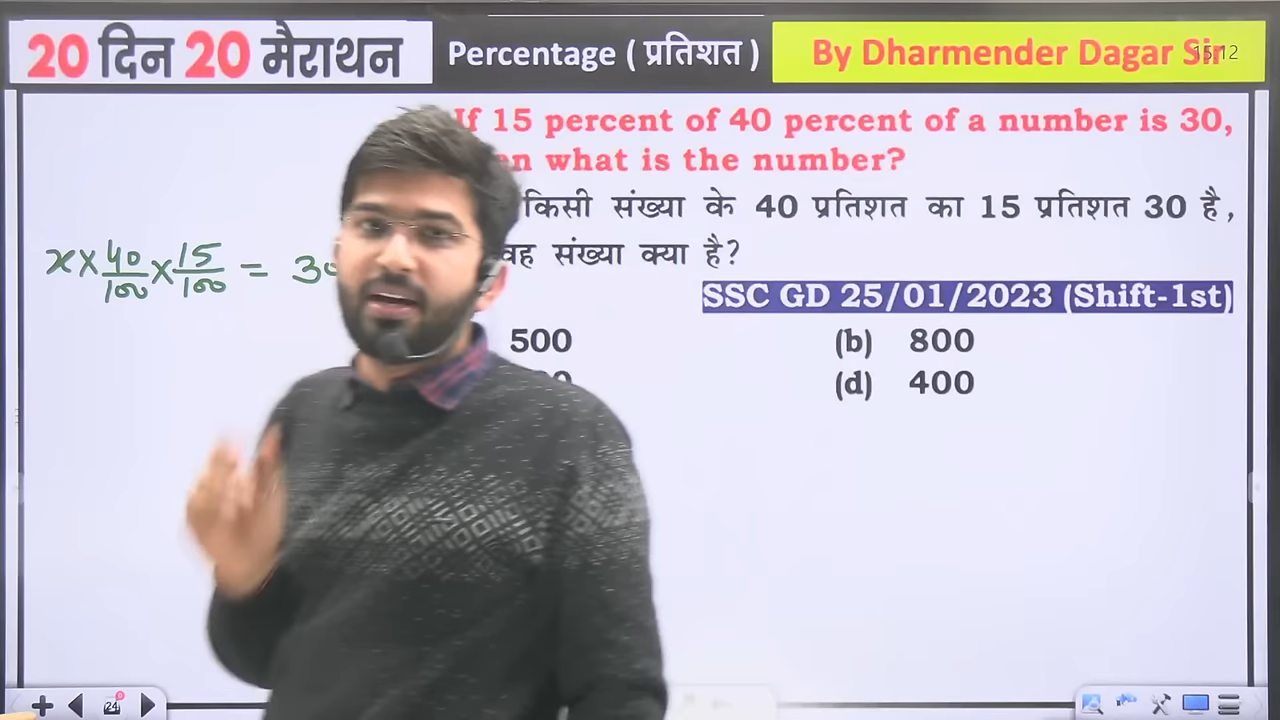 20 दिन 20 मैराथन
Percentage ( प्रतिशत )
By Dharmender Dagar Sir
15:12
If 15 percent of 40 percent of a number is 30,
what is the number?
किसी संख्या के 40 प्रतिशत का 15 प्रतिशत 30 है,
वह संख्या क्या है?
x × 40/100 × 15/100 = 30
SSC GD 25/01/2023 (Shift-1st)
500
(b) 800
(d) 400
24